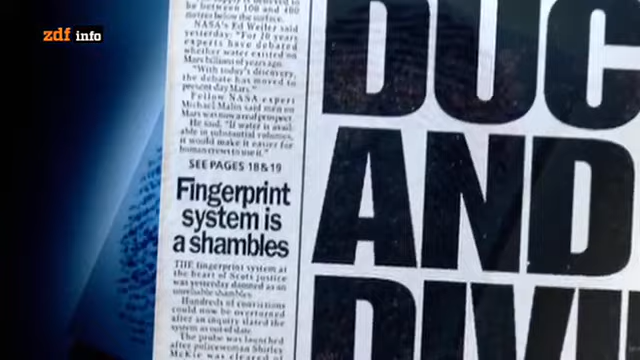 zdf info
be between 100 and 400
metres below the surface.
NASA's Ed Weiler said
yesterday: "For 20 years
experts have debated
whether water existed on
Mars billions of years ago.
"With today's discovery,
the debate has moved to
present day Mars."
Fellow NASA expert
Michael Malin said men on
Mars was now a real prospect.
He said: "If water is avail-
able in substantial volumes,
it would make it easier for
human crews to use it."
SEE PAGES 18&19
Fingerprint
system is
a shambles
THE fingerprint system at
the heart of Scots justice
was yesterday damned as an
unreliable shambles.
Hundreds of convictions
could now be overturned
after an inquiry slated the
system as out of date.
The probe was launched
after policewoman Shirley
McKie was cleared of
DUC
AND
DIVI